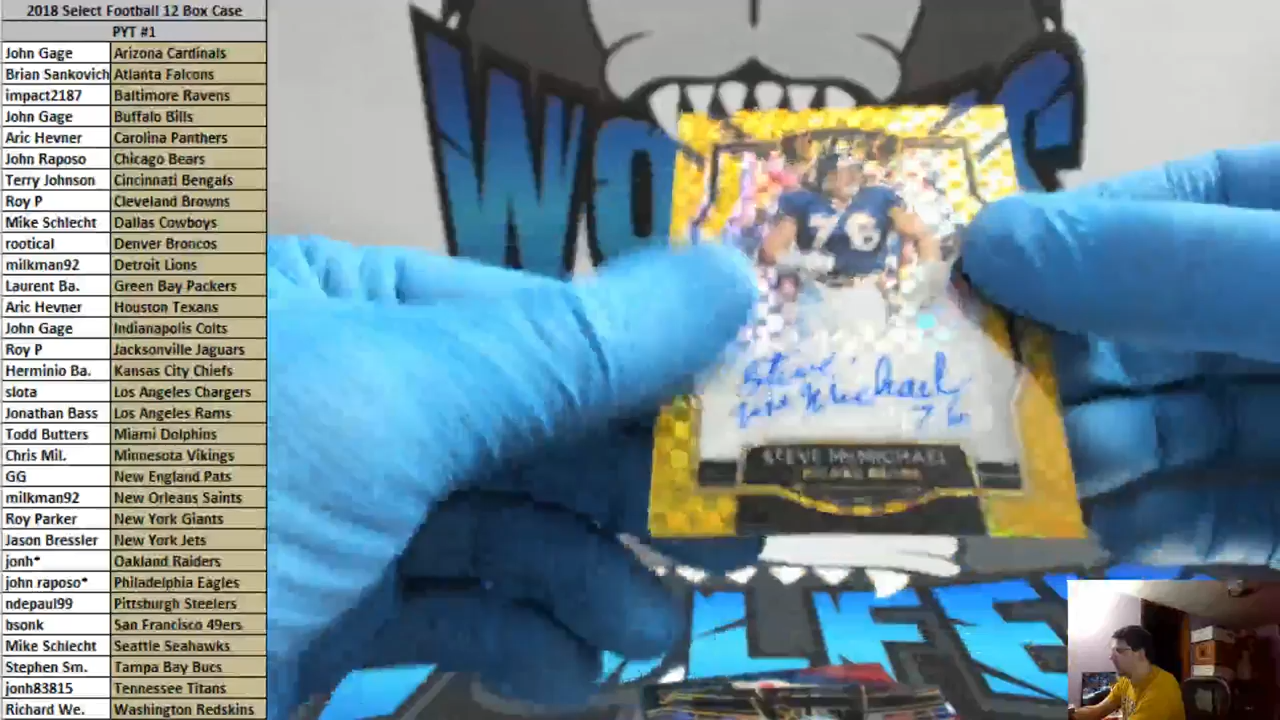 2018 Select Football 12 Box Case
PYT #1
John Gage Arizona Cardinals
Brian Sankovich Atlanta Falcons
impact2187 Baltimore Ravens
John Gage Buffalo Bills
Aric Hevner Carolina Panthers
John Raposo Chicago Bears
Terry Johnson Cincinnati Bengals
Roy P Cleveland Browns
Mike Schlecht Dallas Cowboys
rootical Denver Broncos
milkman92 Detroit Lions
Laurent Ba. Green Bay Packers
Aric Hevner Houston Texans
John Gage Indianapolis Colts
Roy P Jacksonville Jaguars
Herminio Ba. Kansas City Chiefs
slota Los Angeles Chargers
Jonathan Bass Los Angeles Rams
Todd Butters Miami Dolphins
Chris Mil. Minnesota Vikings
GG New England Pats
milkman92 New Orleans Saints
Roy Parker New York Giants
Jason Bressler New York Jets
jonh* Oakland Raiders
john raposo* Philadelphia Eagles
ndepaul99 Pittsburgh Steelers
bsonk San Francisco 49ers
Mike Schlecht Seattle Seahawks
Stephen Sm. Tampa Bay Bucs
jonh83815 Tennessee Titans
Richard We. Washington Redskins
76
Steve
McMichael
76
STEVE McMICHAEL